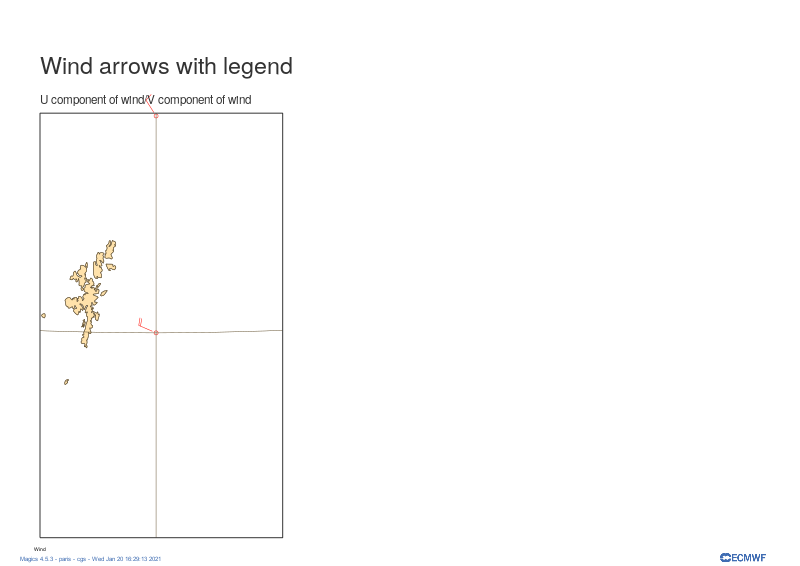 Wind arrows with legend
U component of wind/V component of wind
Wind
Magics 4.5.3 - paris - cgs - Wed Jan 20 16:29:13 2021
ECMWF